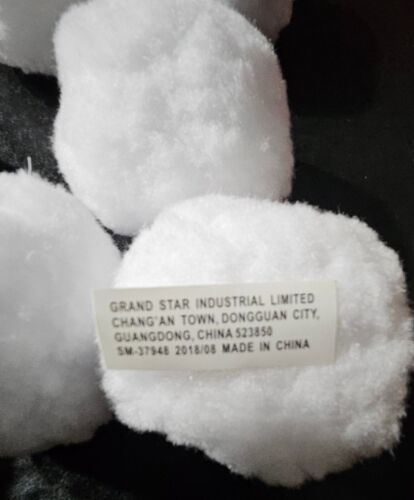 GRAND STAR INDUSTRIAL LIMITED
CHANG'AN TOWN, DONGGUAN CITY,
GUANGDONG, CHINA 523850
SM-37948 2018/08 MADE IN CHINA